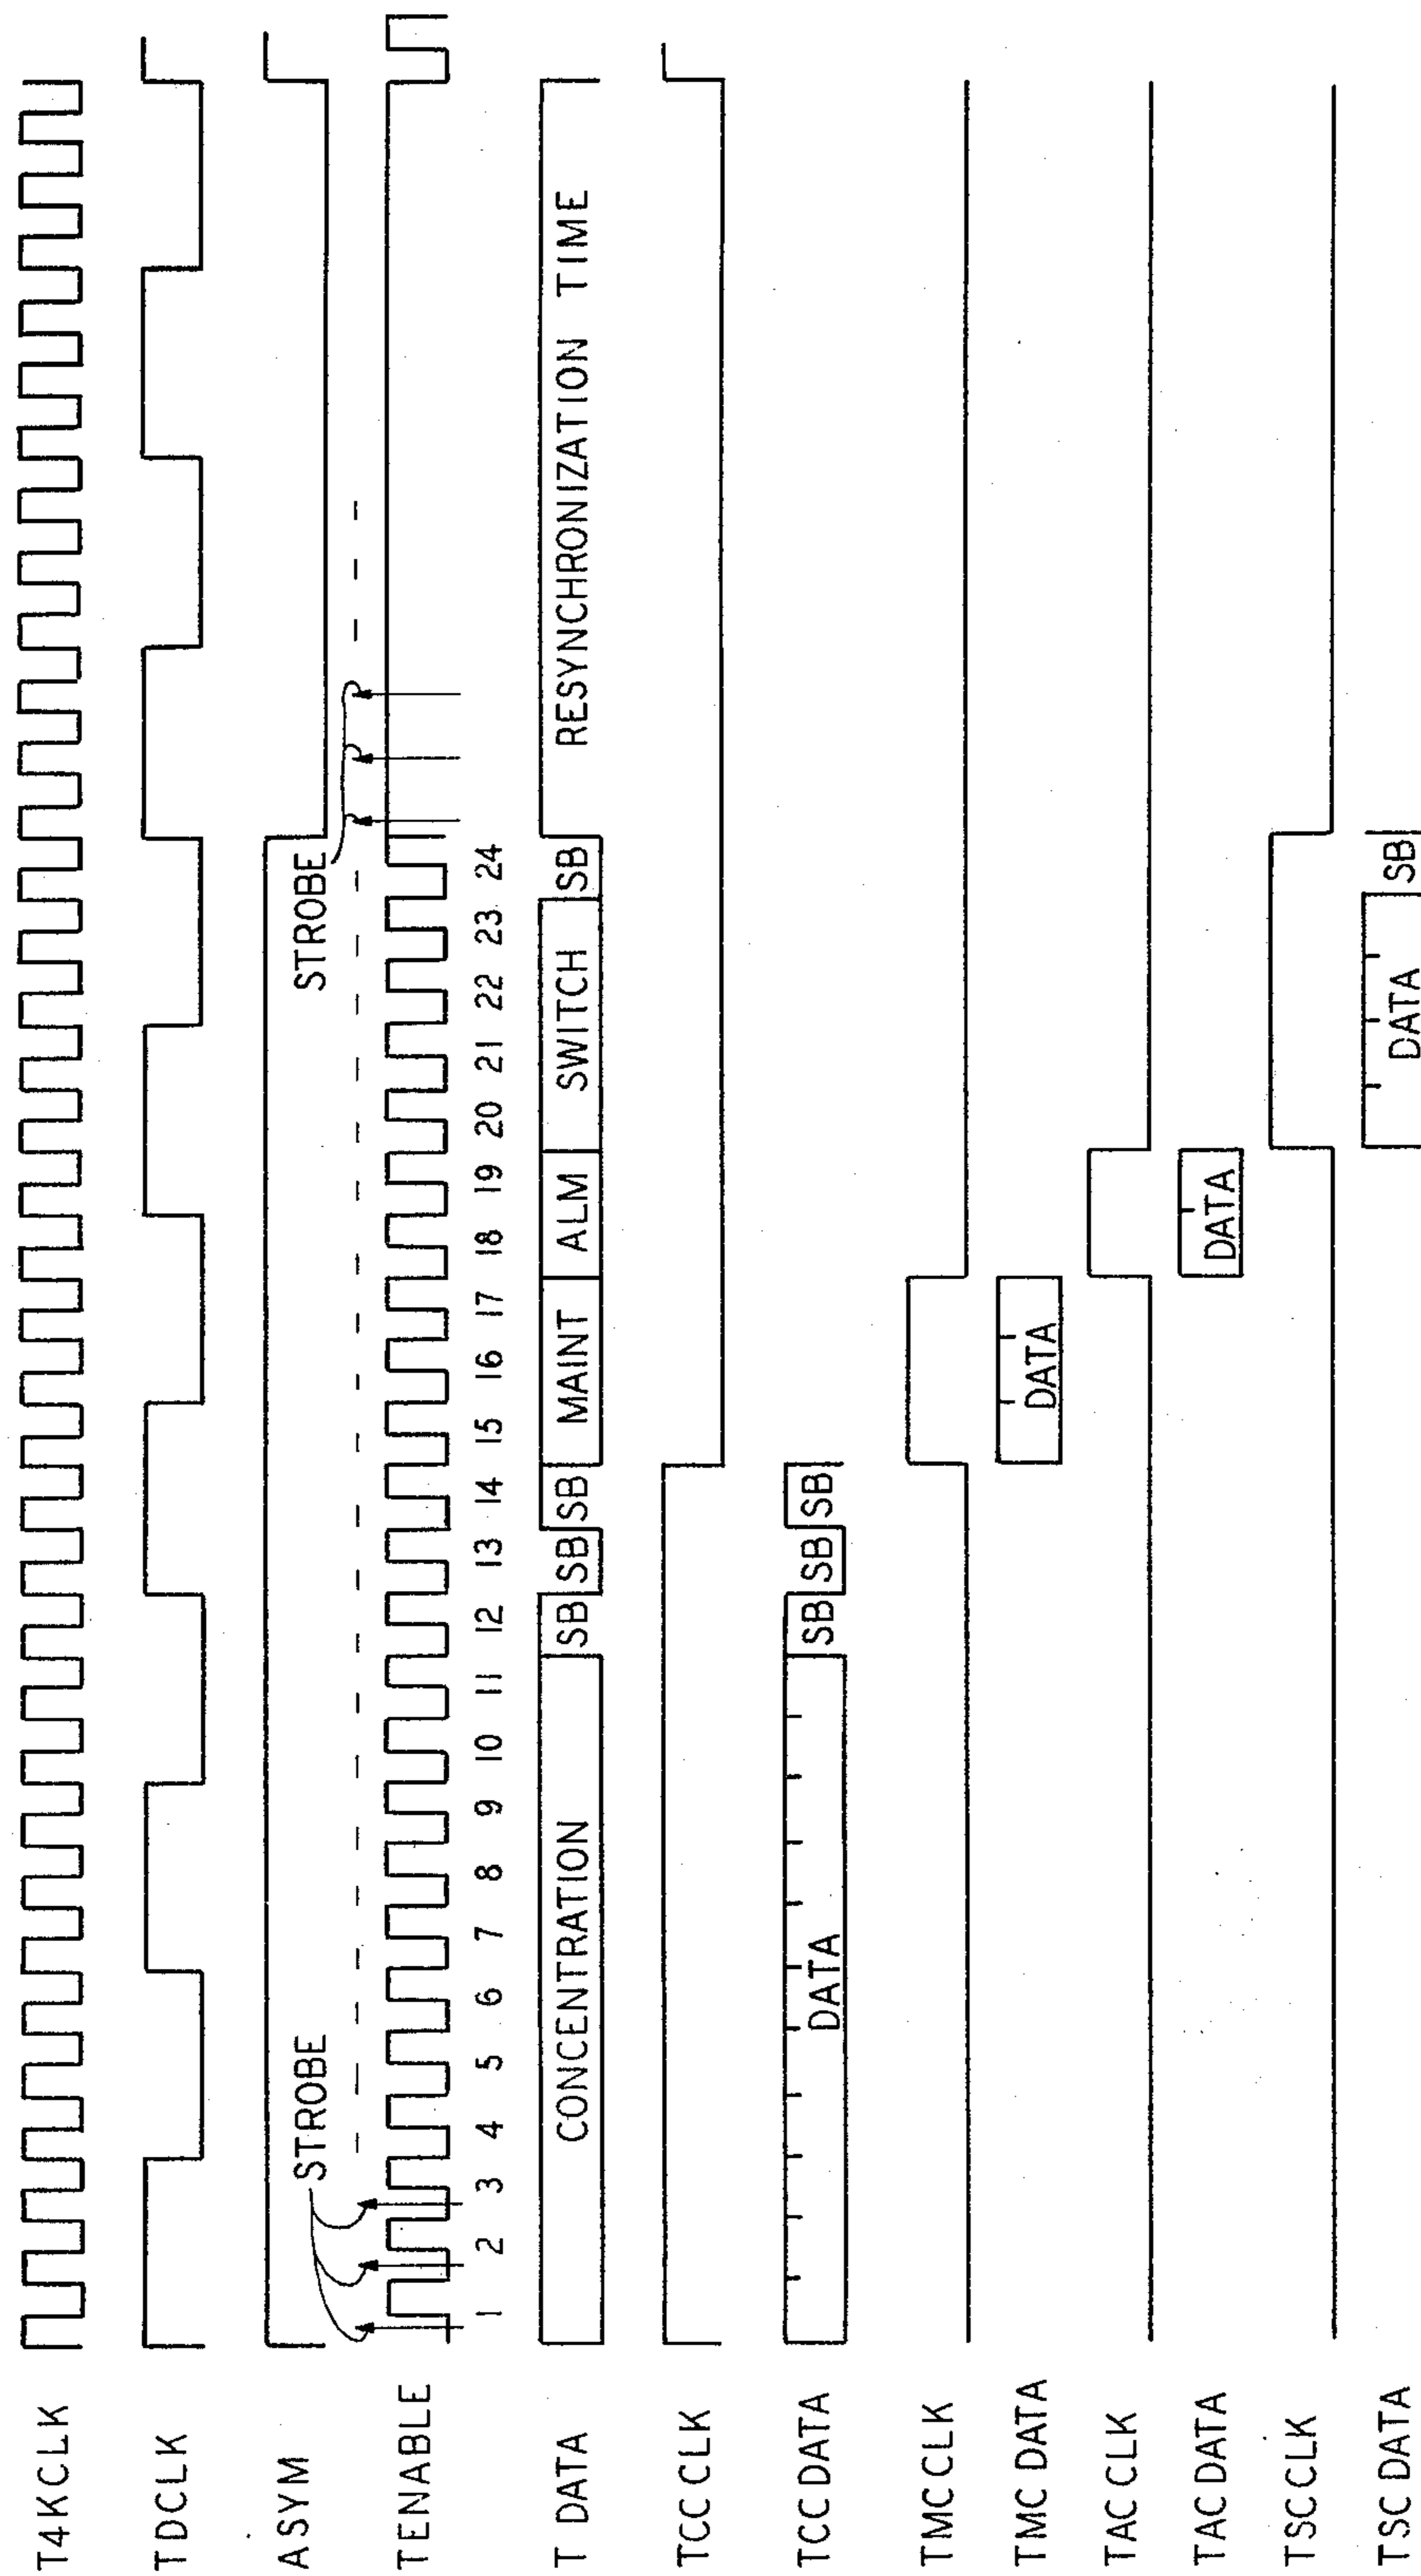 T4KCLK
TDCLK
ASYM
STROBE
STROBE
TENABLE
1 2 3 4 5 6 7 8 9 10 11 12 13 14 15 16 17 18 19 20 21 22 23 24
T DATA
CONCENTRATION SB SB SB MAINT ALM SWITCH SB RESYNCHRONIZATION TIME
TCC CLK
TCC DATA
DATA SB SB SB
TMC CLK
TMC DATA
DATA
TAC CLK
TAC DATA
DATA
TSC CLK
TSC DATA
DATA SB